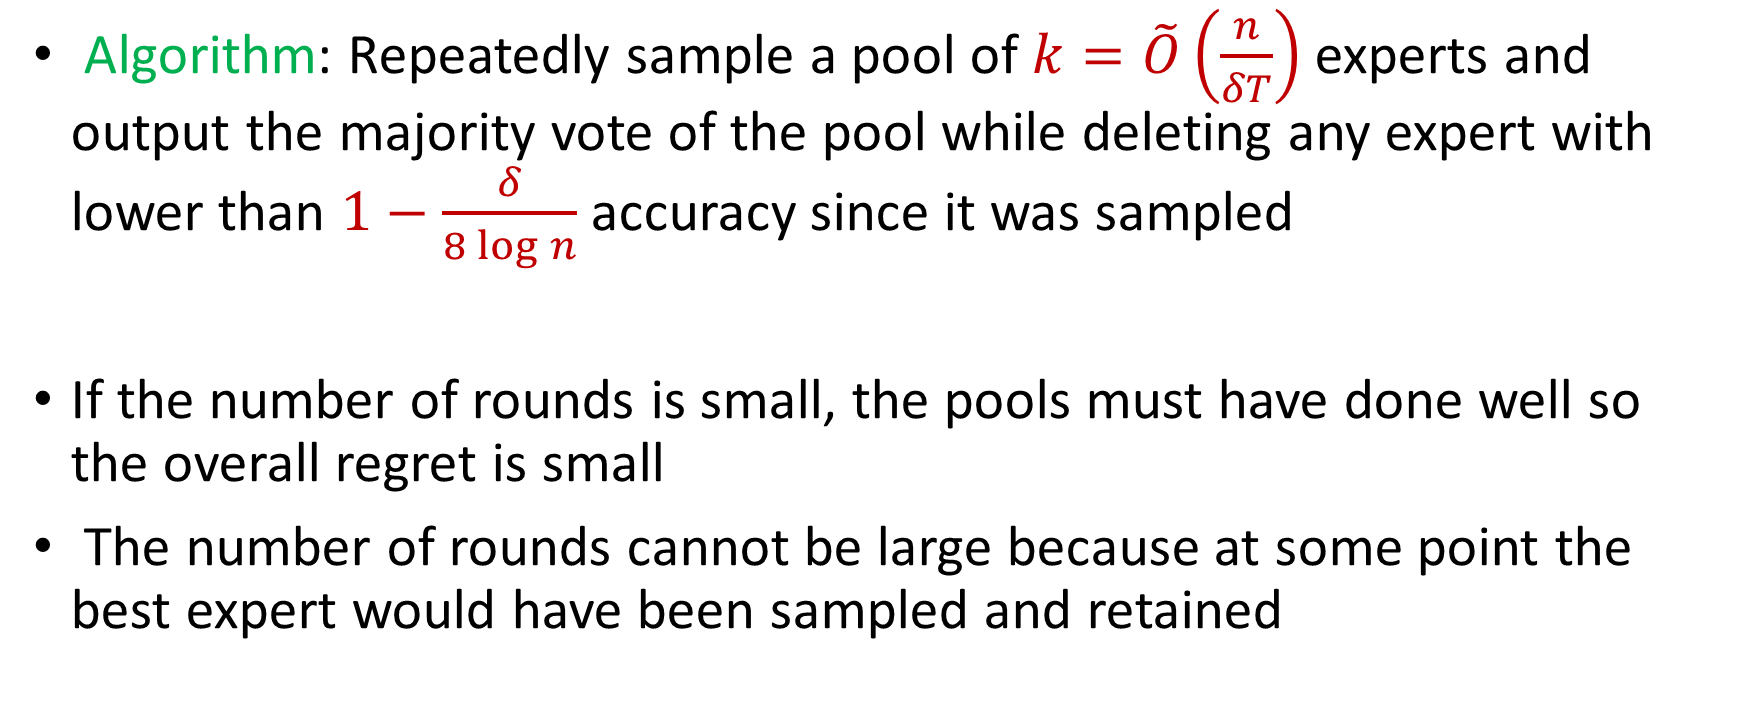 • Algorithm: Repeatedly sample a pool of k = Õ(n/δT) experts and
output the majority vote of the pool while deleting any expert with
lower than 1 − δ/(8 log n) accuracy since it was sampled
• If the number of rounds is small, the pools must have done well so
the overall regret is small
• The number of rounds cannot be large because at some point the
best expert would have been sampled and retained